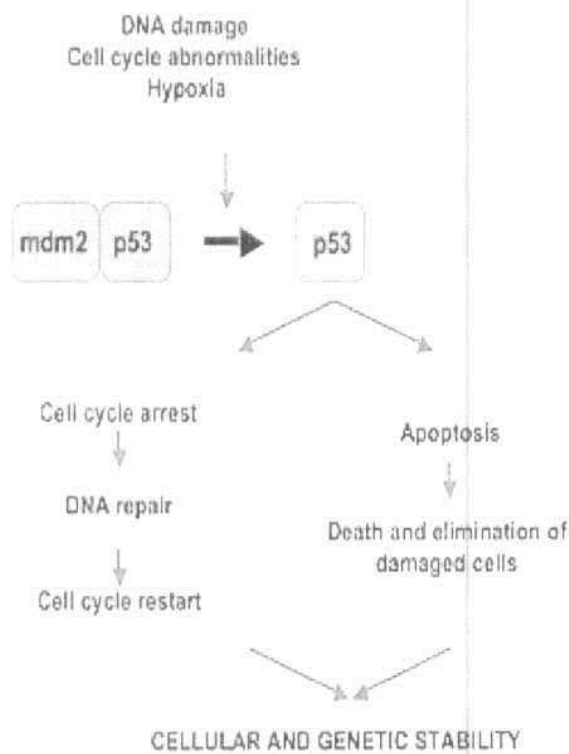 DNA damage
Cell cycle abnormalities
Hypoxia
mdm2 p53 p53
Cell cycle arrest
Apoptosis
DNA repair
Death and elimination of
damaged cells
Cell cycle restart
CELLULAR AND GENETIC STABILITY